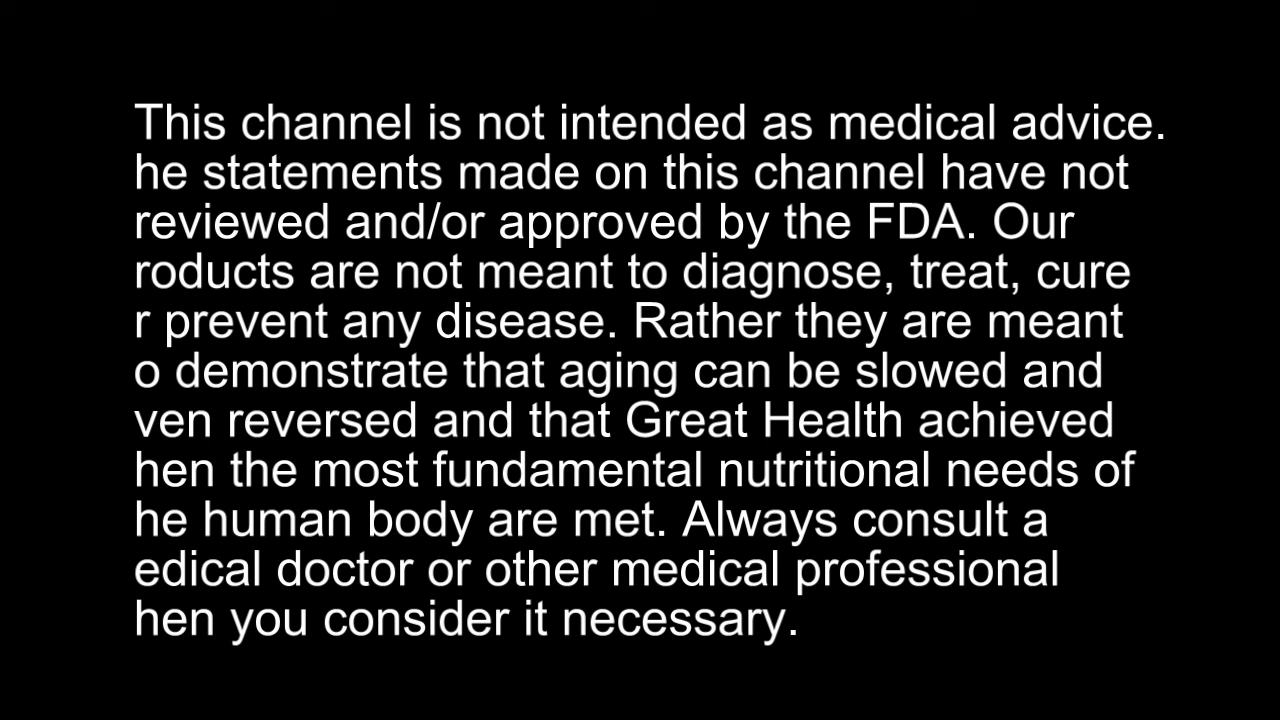 This channel is not intended as medical advice.
he statements made on this channel have not
reviewed and/or approved by the FDA. Our
roducts are not meant to diagnose, treat, cure
r prevent any disease. Rather they are meant
o demonstrate that aging can be slowed and
ven reversed and that Great Health achieved
hen the most fundamental nutritional needs of
he human body are met. Always consult a
edical doctor or other medical professional
hen you consider it necessary.